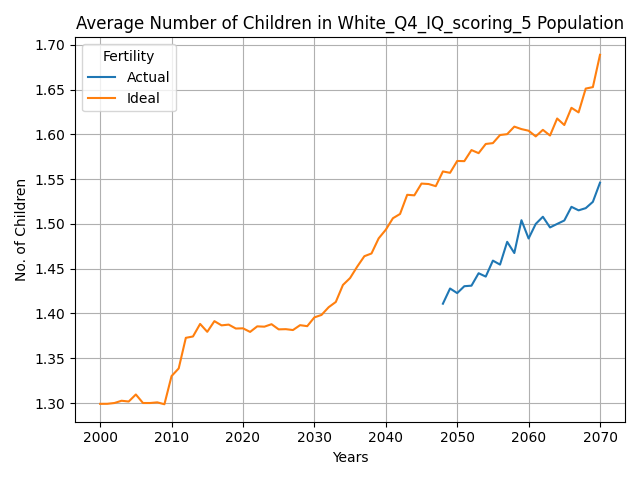 Average Number of Children in White_Q4_IQ_scoring_5 Population
1.70
1.65
1.60
1.55
1.50
1.45
1.40
1.35
1.30
No. of Children
Fertility
Actual
Ideal
2000 2010 2020 2030 2040 2050 2060 2070
Years